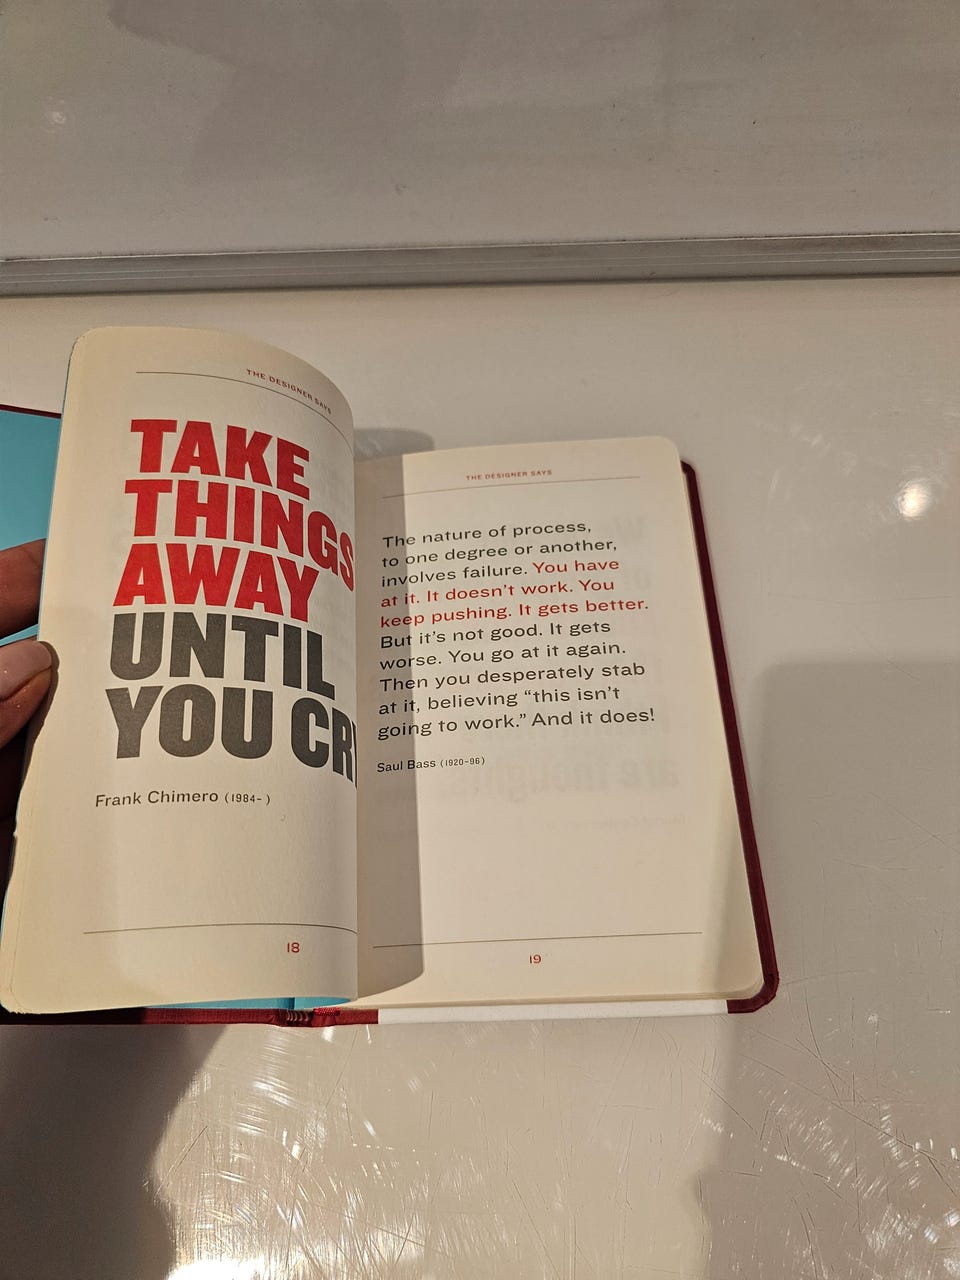 THE DESIGNER SAYS
TAKE
THINGS
AWAY
UNTIL
YOU CRY
Frank Chimero (1984- )
18
THE DESIGNER SAYS
The nature of process,
to one degree or another,
involves failure. You have
at it. It doesn't work. You
keep pushing. It gets better.
But it's not good. It gets
worse. You go at it again.
Then you desperately stab
at it, believing "this isn't
going to work." And it does!
Saul Bass (1920-96)
19